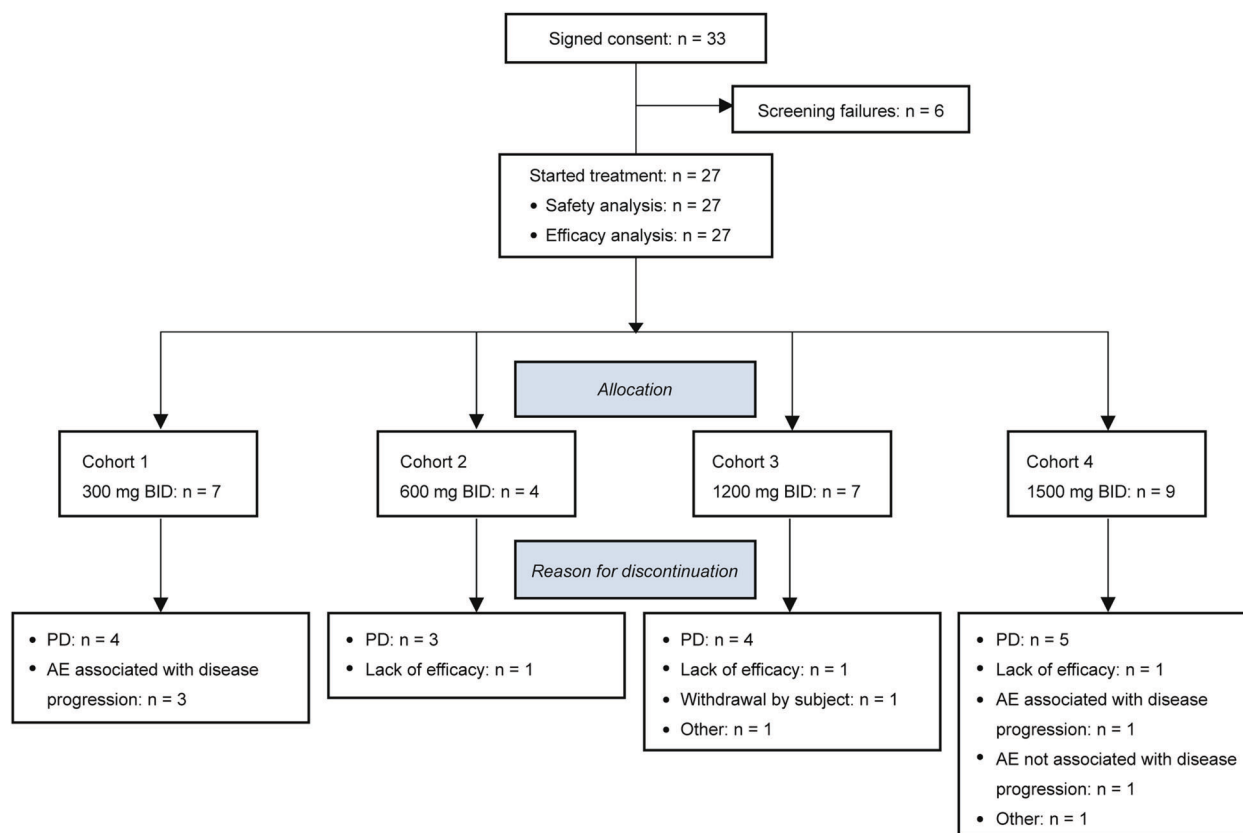 Signed consent: n = 33
Screening failures: n = 6
Started treatment: n = 27
• Safety analysis: n = 27
• Efficacy analysis: n = 27
Allocation
Cohort 1
300 mg BID: n = 7
Cohort 2
600 mg BID: n = 4
Cohort 3
1200 mg BID: n = 7
Cohort 4
1500 mg BID: n = 9
Reason for discontinuation
• PD: n = 4
• AE associated with disease
progression: n = 3
• PD: n = 3
• Lack of efficacy: n = 1
• PD: n = 4
• Lack of efficacy: n = 1
• Withdrawal by subject: n = 1
• Other: n = 1
• PD: n = 5
• Lack of efficacy: n = 1
• AE associated with disease
progression: n = 1
• AE not associated with disease
progression: n = 1
• Other: n = 1